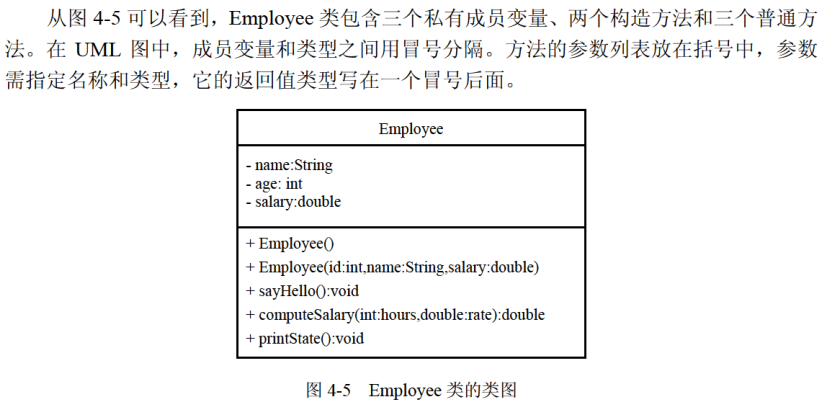 从图 4-5 可以看到，Employee 类包含三个私有成员变量、两个构造方法和三个普通方
法。在 UML 图中，成员变量和类型之间用冒号分隔。方法的参数列表放在括号中，参数
需指定名称和类型，它的返回值类型写在一个冒号后面。
Employee
- name:String
- age: int
- salary:double
+ Employee()
+ Employee(id:int,name:String,salary:double)
+ sayHello():void
+ computeSalary(int:hours,double:rate):double
+ printState():void
图 4-5 Employee 类的类图